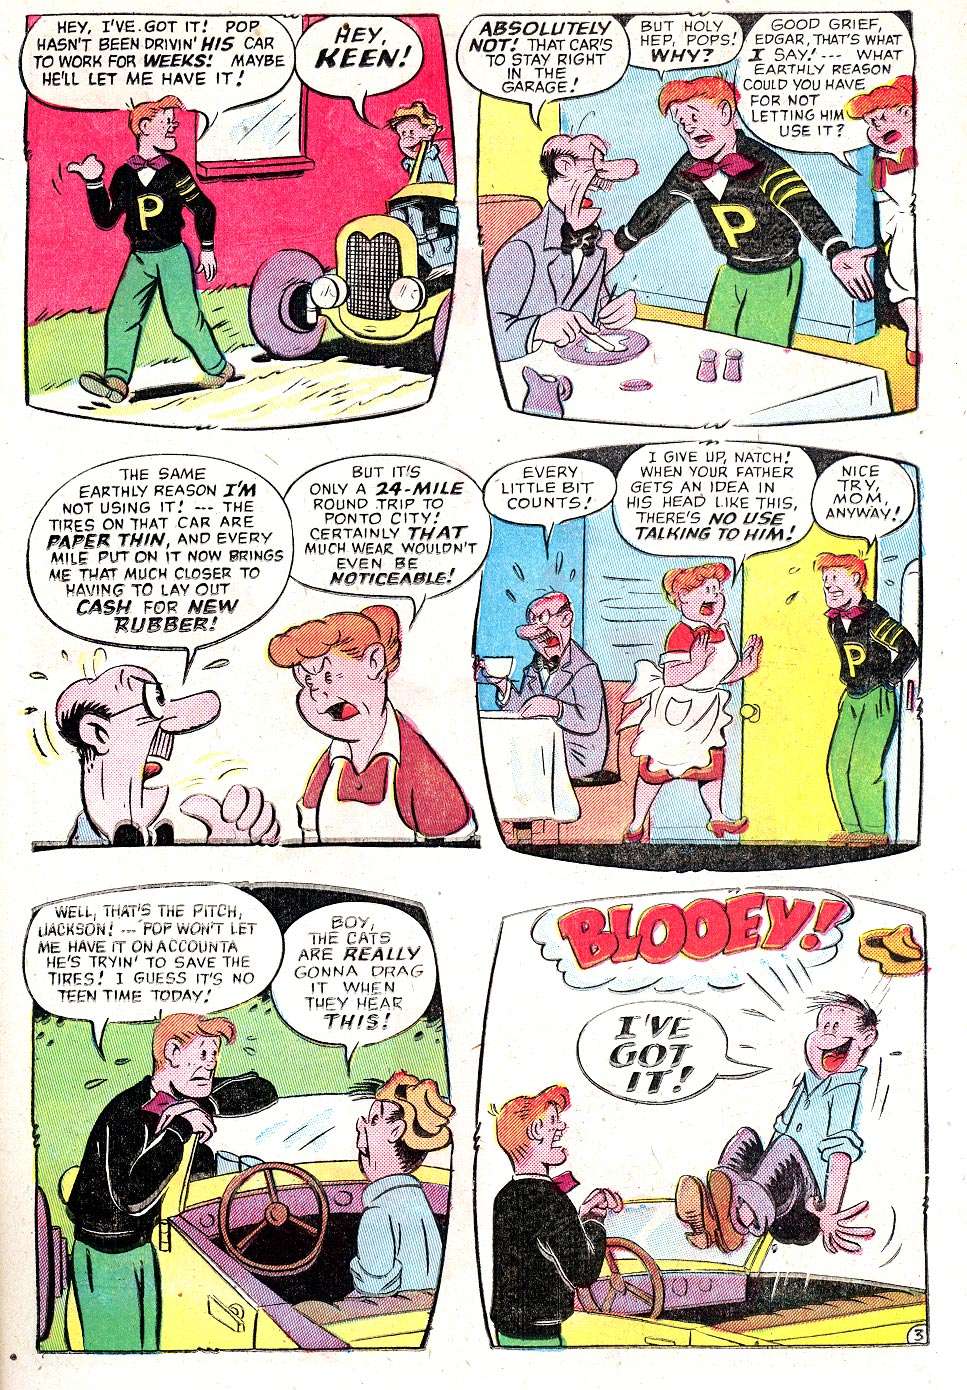 HEY, I'VE GOT IT! POP
HASN'T BEEN DRIVIN' HIS CAR
TO WORK FOR WEEKS! MAYBE
HE'LL LET ME HAVE IT!
HEY,
KEEN!
P
ABSOLUTELY
NOT! THAT CAR'S
TO STAY RIGHT
IN THE
GARAGE!
BUT HOLY
HEP, POPS!
WHY?
GOOD GRIEF,
EDGAR, THAT'S WHAT
I SAY! --- WHAT
EARTHLY REASON
COULD YOU HAVE
FOR NOT
LETTING HIM
USE IT?
P
THE SAME
EARTHLY REASON I'M
NOT USING IT! --- THE
TIRES ON THAT CAR ARE
PAPER THIN, AND EVERY
MILE PUT ON IT NOW BRINGS
ME THAT MUCH CLOSER TO
HAVING TO LAY OUT
CASH FOR NEW
RUBBER!
BUT IT'S
ONLY A 24-MILE
ROUND TRIP TO
PONTO CITY!
CERTAINLY THAT
MUCH WEAR WOULDN'T
EVEN BE
NOTICEABLE!
EVERY
LITTLE BIT
COUNTS!
I GIVE UP, NATCH!
WHEN YOUR FATHER
GETS AN IDEA IN
HIS HEAD LIKE THIS,
THERE'S NO USE
TALKING TO HIM!
NICE
TRY,
MOM,
ANYWAY!
P
WELL, THAT'S THE PITCH,
JACKSON! --- POP WON'T LET
ME HAVE IT ON ACCOUNTA
HE'S TRYIN' TO SAVE THE
TIRES! I GUESS IT'S NO
TEEN TIME TODAY!
BOY,
THE CATS
ARE REALLY
GONNA DRAG
IT WHEN
THEY HEAR
THIS!
BLOOEY!
I'VE
GOT
IT!
3